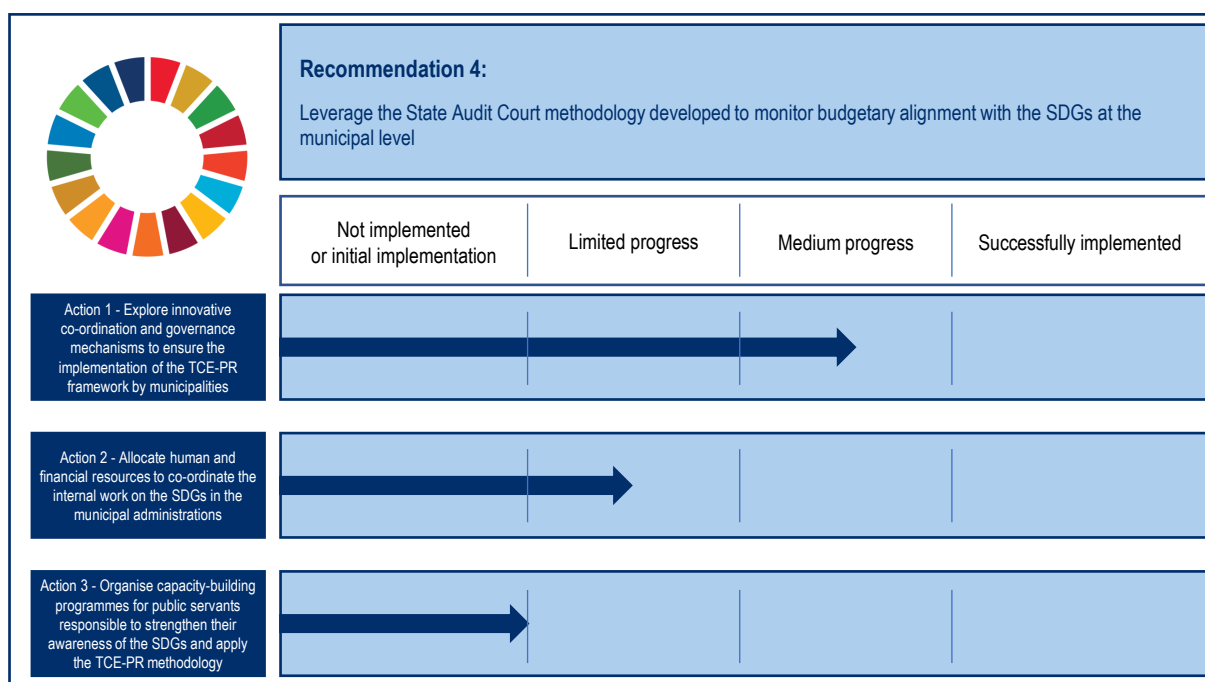 Recommendation 4:
Leverage the State Audit Court methodology developed to monitor budgetary alignment with the SDGs at the
municipal level
Not implemented
or initial implementation
Limited progress
Medium progress
Successfully implemented
Action 1 - Explore innovative
co-ordination and governance
mechanisms to ensure the
implementation of the TCE-PR
framework by municipalities
Action 2 - Allocate human and
financial resources to co-ordinate the
internal work on the SDGs in the
municipal administrations
Action 3 - Organise capacity-building
programmes for public servants
responsible to strengthen their
awareness of the SDGs and apply
the TCE-PR methodology